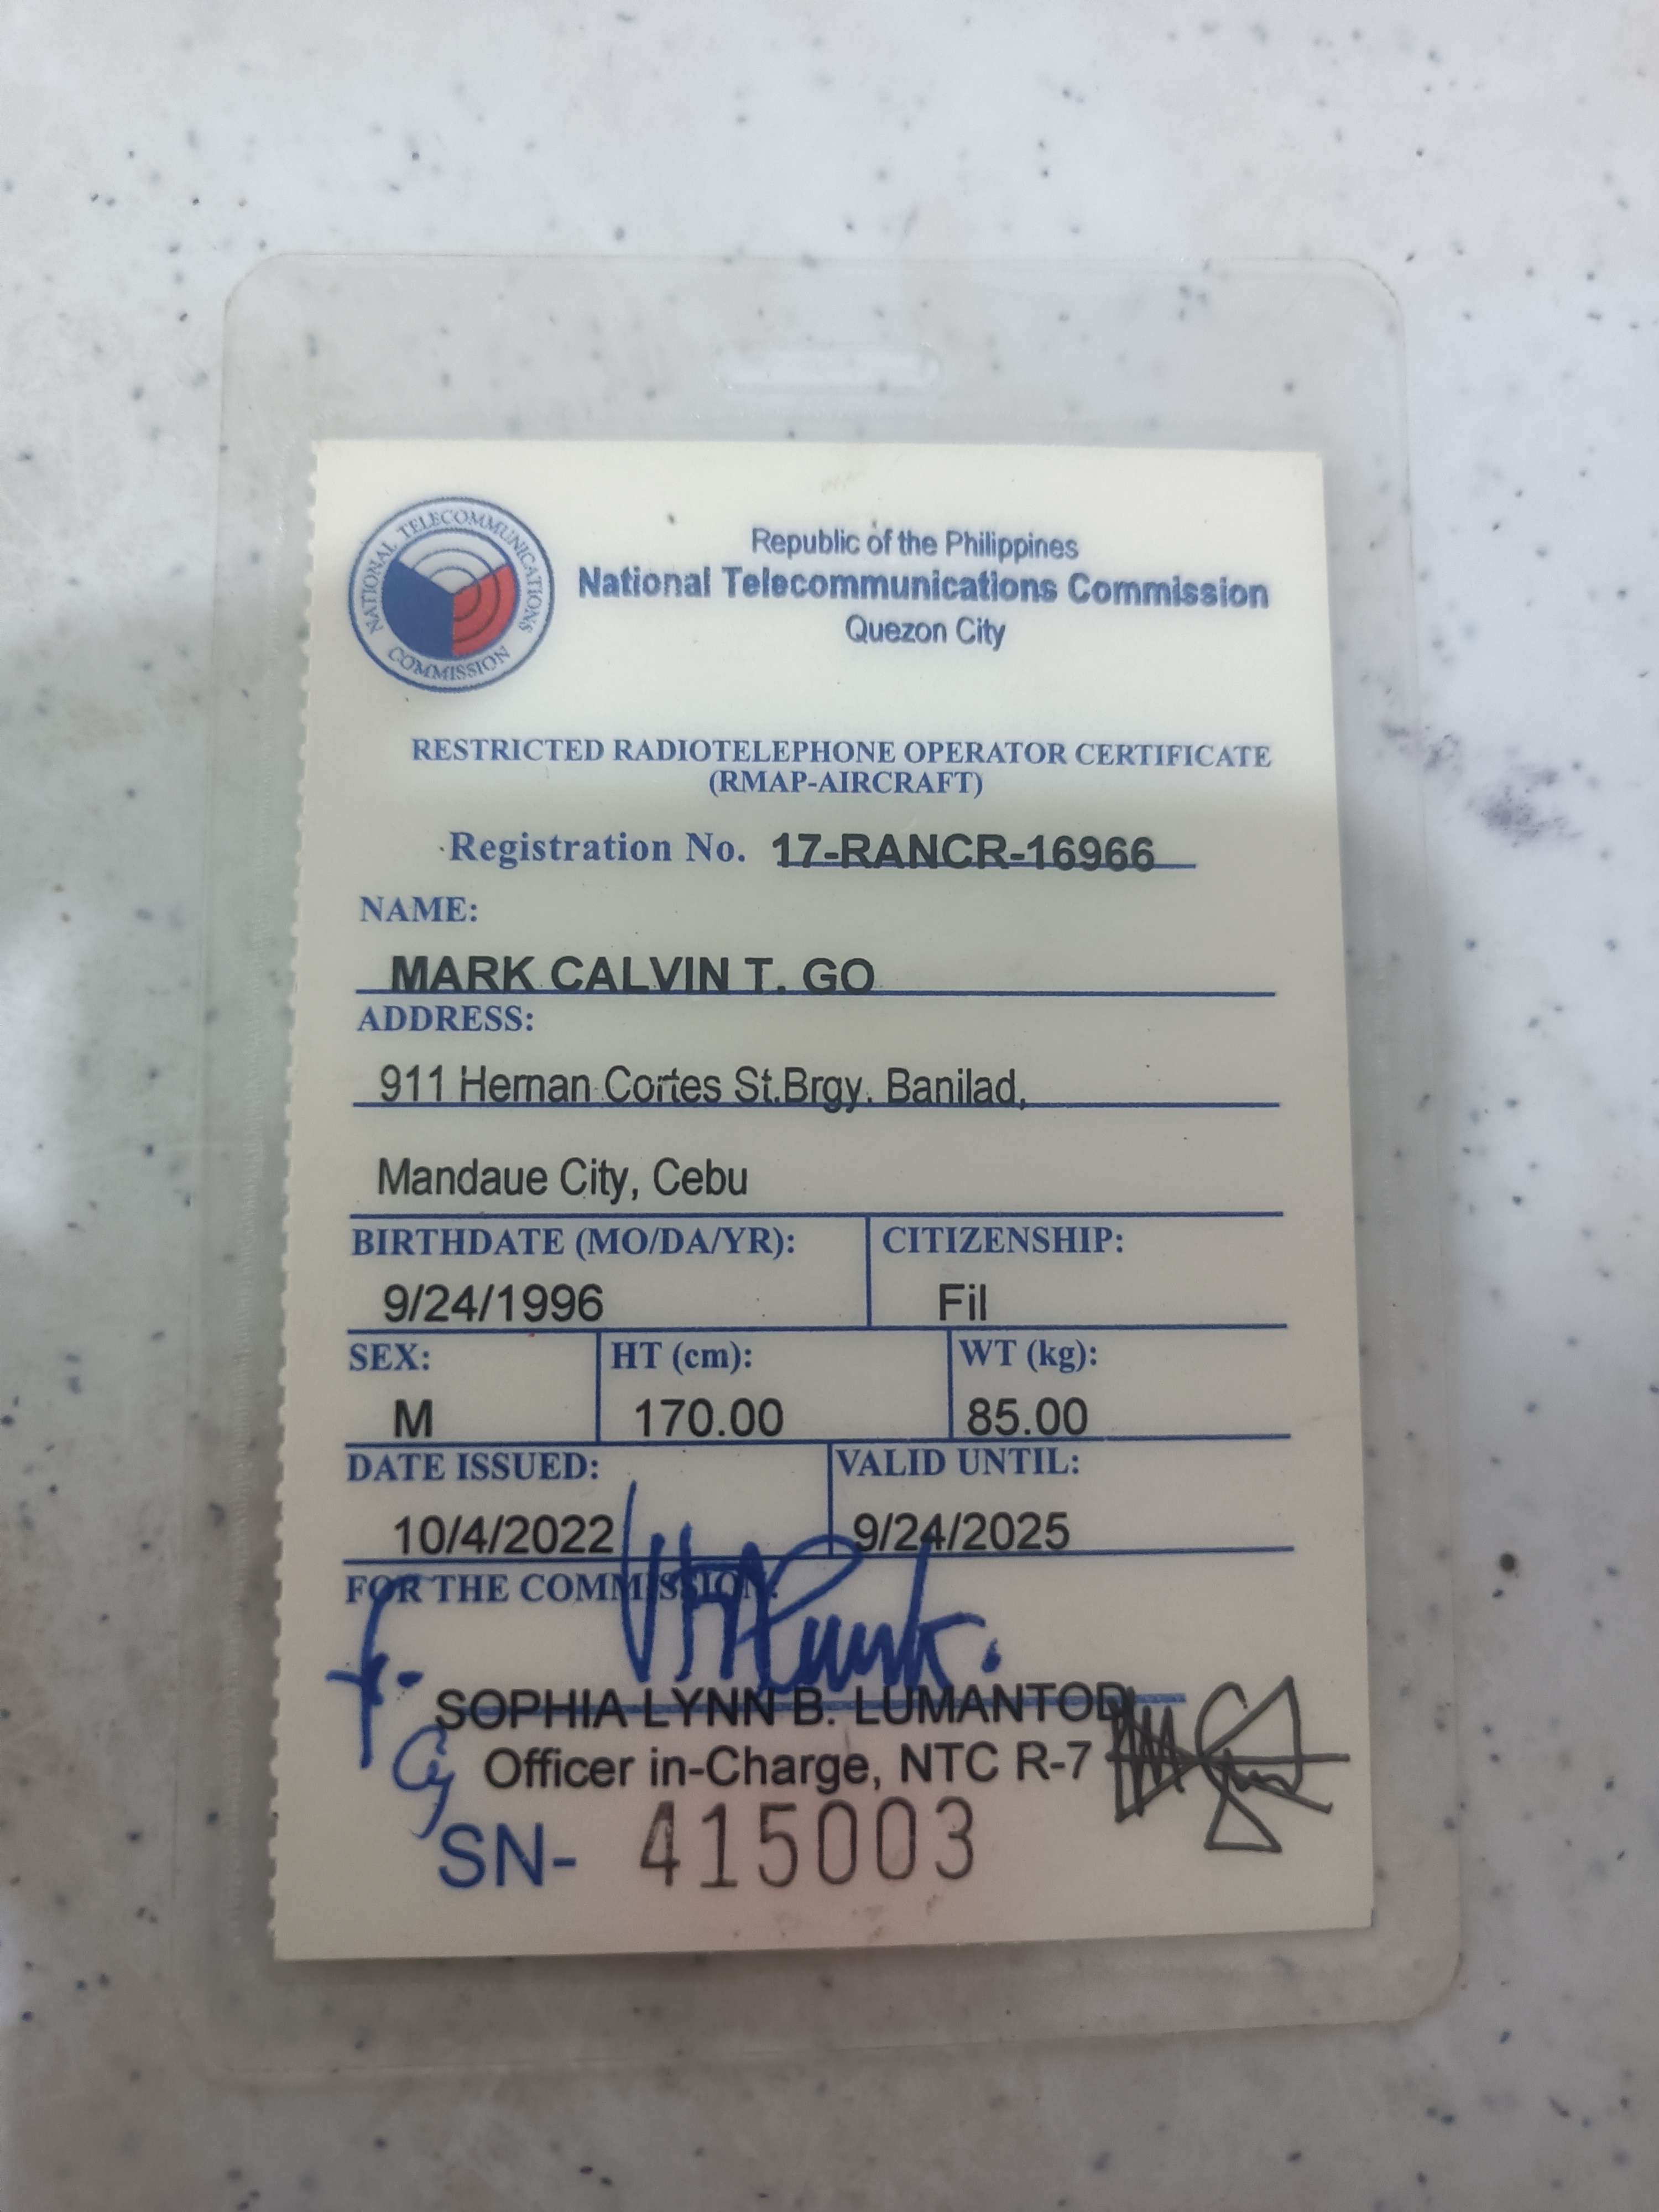 NATIONAL TELECOMMUNICATIONS COMMISSION
Republic of the Philippines
National Telecommunications Commission
Quezon City
RESTRICTED RADIOTELEPHONE OPERATOR CERTIFICATE
(RMAP-AIRCRAFT)
Registration No. 17-RANCR-16966
NAME:
MARK CALVIN T. GO
ADDRESS:
911 Hernan Cortes St.Brgy. Banilad,
Mandaue City, Cebu
BIRTHDATE (MO/DA/YR): CITIZENSHIP:
9/24/1996 Fil
SEX: HT (cm): WT (kg):
M 170.00 85.00
DATE ISSUED: VALID UNTIL:
10/4/2022 9/24/2025
FOR THE COMMISSION:
SOPHIA LYNN B. LUMANTOD
Officer in-Charge, NTC R-7
SN- 415003